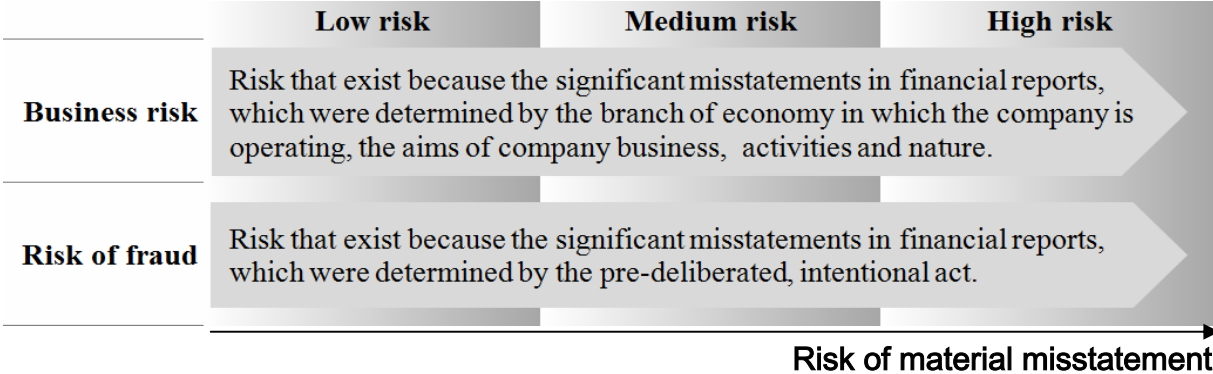 Low risk Medium risk High risk
Business risk
Risk that exist because the significant misstatements in financial reports,
which were determined by the branch of economy in which the company is
operating, the aims of company business, activities and nature.
Risk of fraud
Risk that exist because the significant misstatements in financial reports,
which were determined by the pre-deliberated, intentional act.
Risk of material misstatement